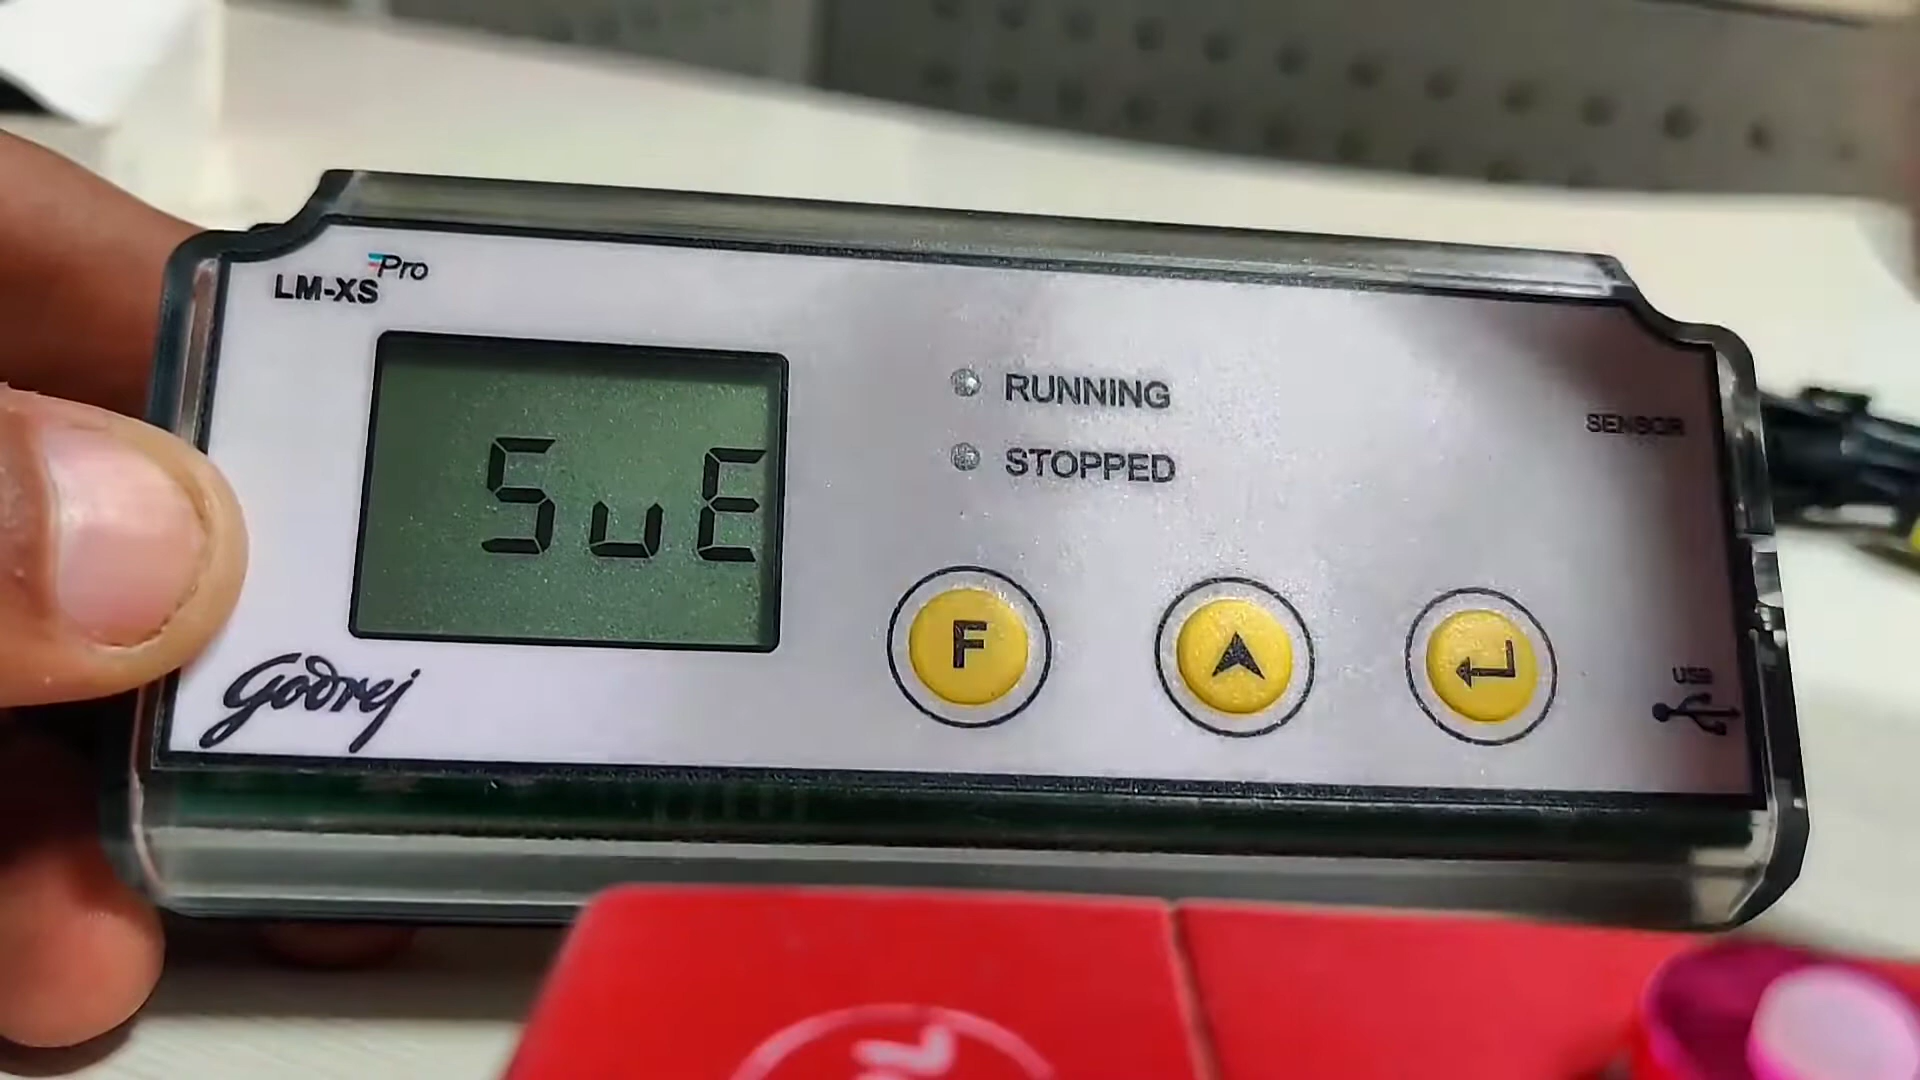 LM-XS Pro
SuE
RUNNING
STOPPED
SENSOR
F
USB
Godrej